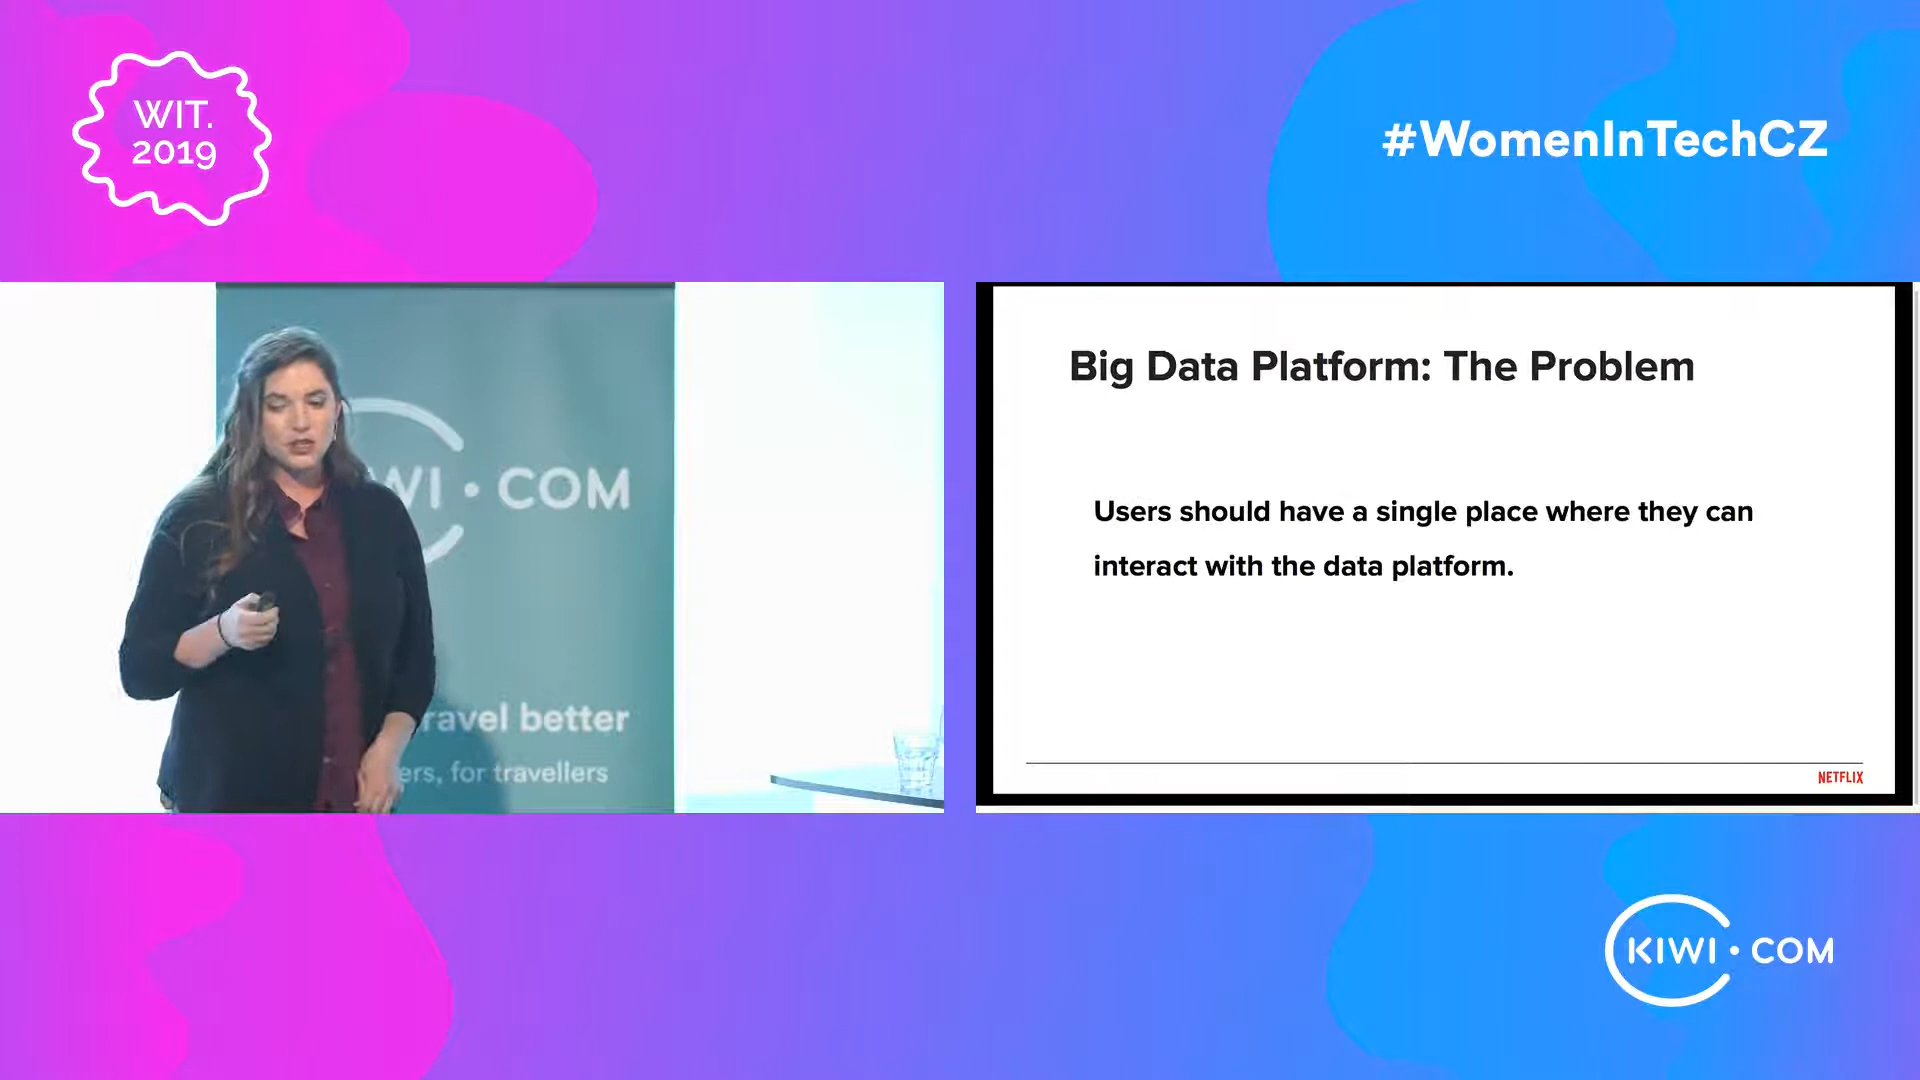 WIT.
2019
#WomenInTechCZ
WI·COM
ravel better
ers, for travellers
Big Data Platform: The Problem
Users should have a single place where they can
interact with the data platform.
NETFLIX
KIWI·COM